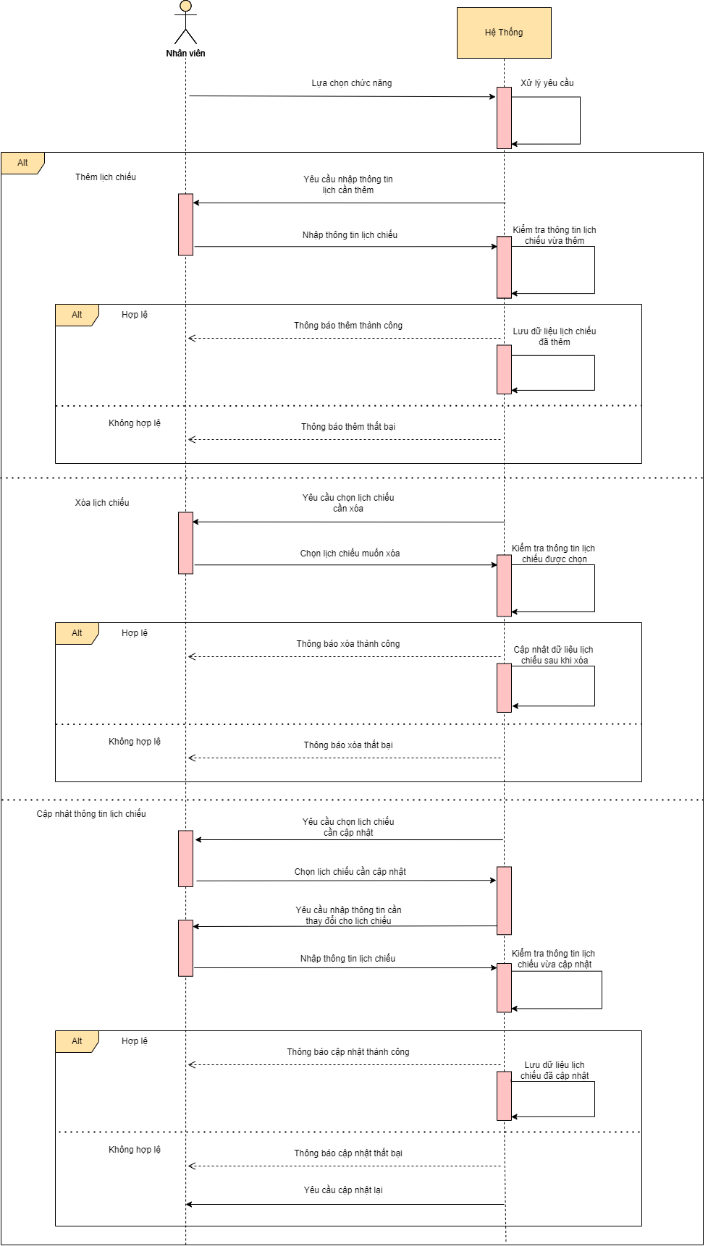 Nhân viên
Hệ Thống
Lựa chọn chức năng
Xử lý yêu cầu
Alt
Thêm lịch chiếu
Yêu cầu nhập thông tin
lịch cần thêm
Nhập thông tin lịch chiếu
Kiểm tra thông tin lịch
chiếu vừa thêm
Alt
Hợp lệ
Thông báo thêm thành công
Lưu dữ liệu lịch chiếu
đã thêm
Không hợp lệ
Thông báo thêm thất bại
Xóa lịch chiếu
Yêu cầu chọn lịch chiếu
cần xóa
Chọn lịch chiếu muốn xóa
Kiểm tra thông tin lịch
chiếu được chọn
Alt
Hợp lệ
Thông báo xóa thành công
Cập nhật dữ liệu lịch
chiếu sau khi xóa
Không hợp lệ
Thông báo xóa thất bại
Cập nhật thông tin lịch chiếu
Yêu cầu chọn lịch chiếu
cần cập nhật
Chọn lịch chiếu cần cập nhật
Yêu cầu nhập thông tin cần
thay đổi cho lịch chiếu
Nhập thông tin lịch chiếu
Kiểm tra thông tin lịch
chiếu vừa cập nhật
Alt
Hợp lệ
Thông báo cập nhật thành công
Lưu dữ liệu lịch
chiếu đã cập nhật
Không hợp lệ
Thông báo cập nhật thất bại
Yêu cầu cập nhật lại